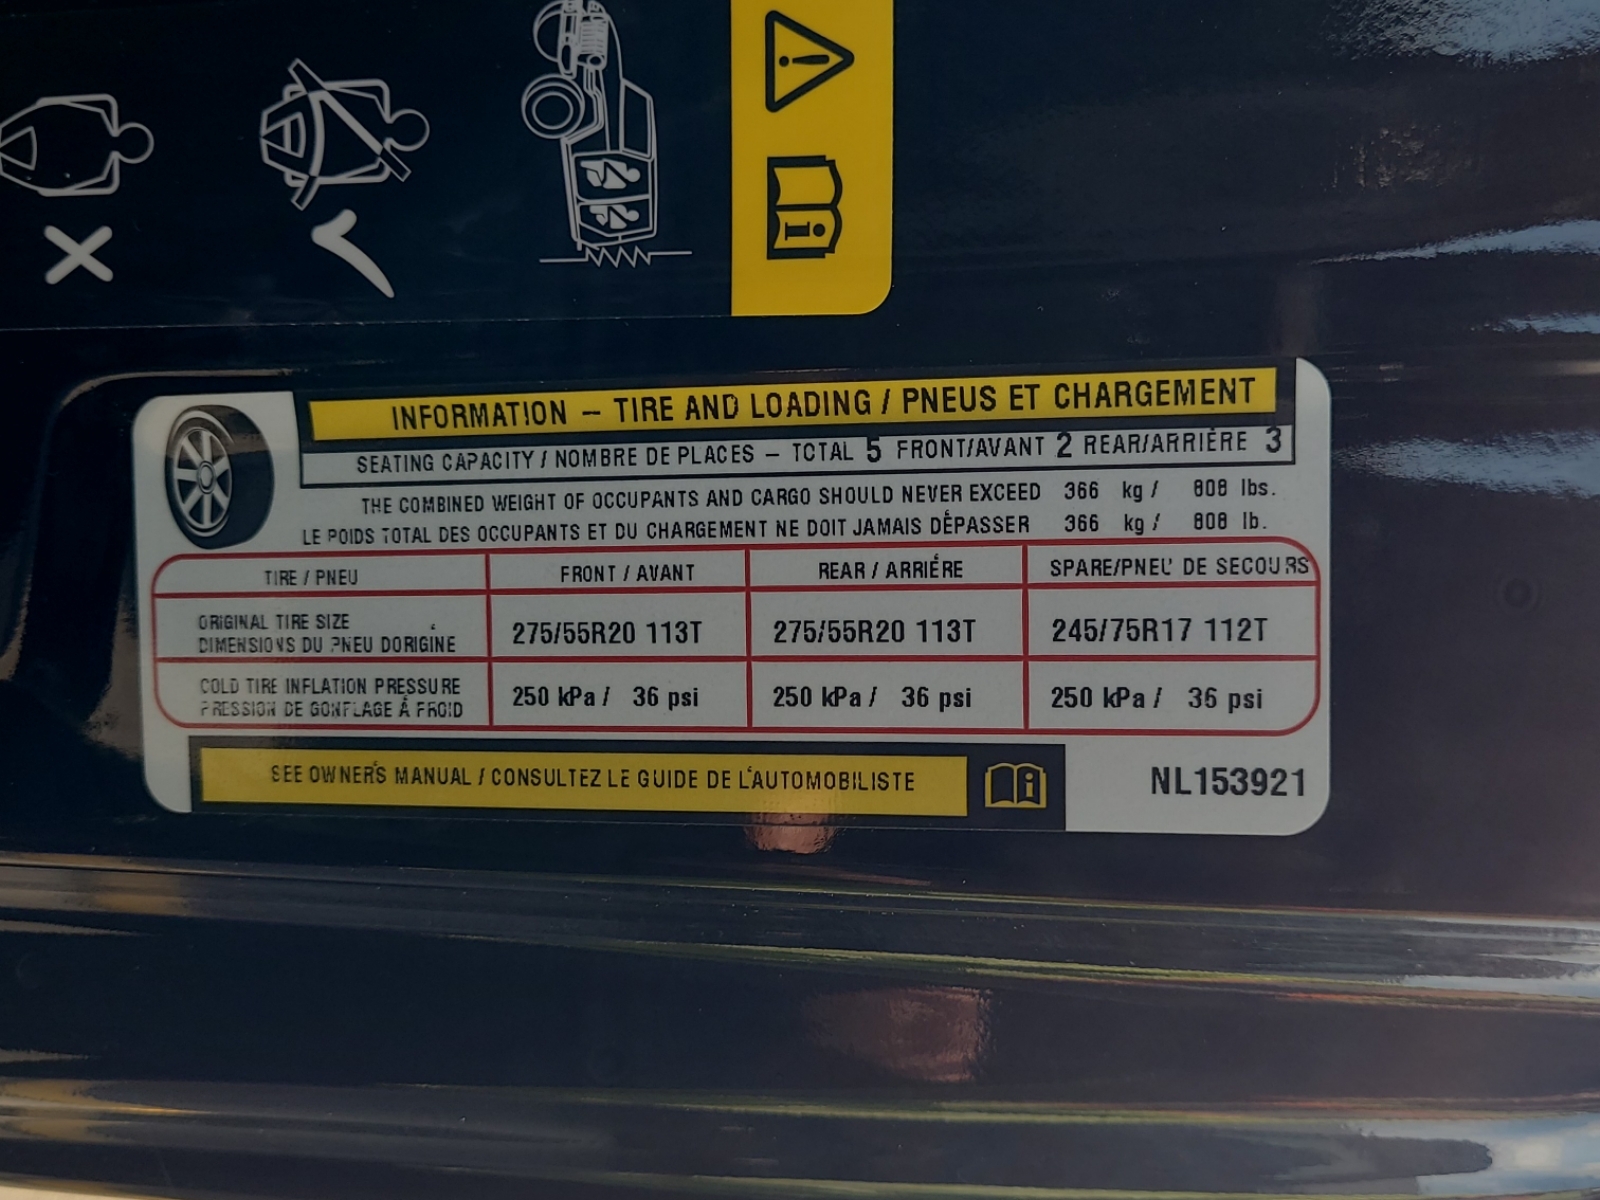 INFORMATION – TIRE AND LOADING / PNEUS ET CHARGEMENT
SEATING CAPACITY / NOMBRE DE PLACES – TOTAL 5 FRONT/AVANT 2 REAR/ARRIÈRE 3
THE COMBINED WEIGHT OF OCCUPANTS AND CARGO SHOULD NEVER EXCEED 366 kg / 808 lbs.
LE POIDS TOTAL DES OCCUPANTS ET DU CHARGEMENT NE DOIT JAMAIS DÉPASSER 366 kg / 808 lb.
TIRE / PNEU FRONT / AVANT REAR / ARRIÈRE SPARE/PNEU DE SECOURS
ORIGINAL TIRE SIZE
DIMENSIONS DU PNEU D'ORIGINE 275/55R20 113T 275/55R20 113T 245/75R17 112T
COLD TIRE INFLATION PRESSURE
PRESSION DE GONFLAGE À FROID 250 kPa / 36 psi 250 kPa / 36 psi 250 kPa / 36 psi
SEE OWNER'S MANUAL / CONSULTEZ LE GUIDE DE L'AUTOMOBILISTE
NL153921